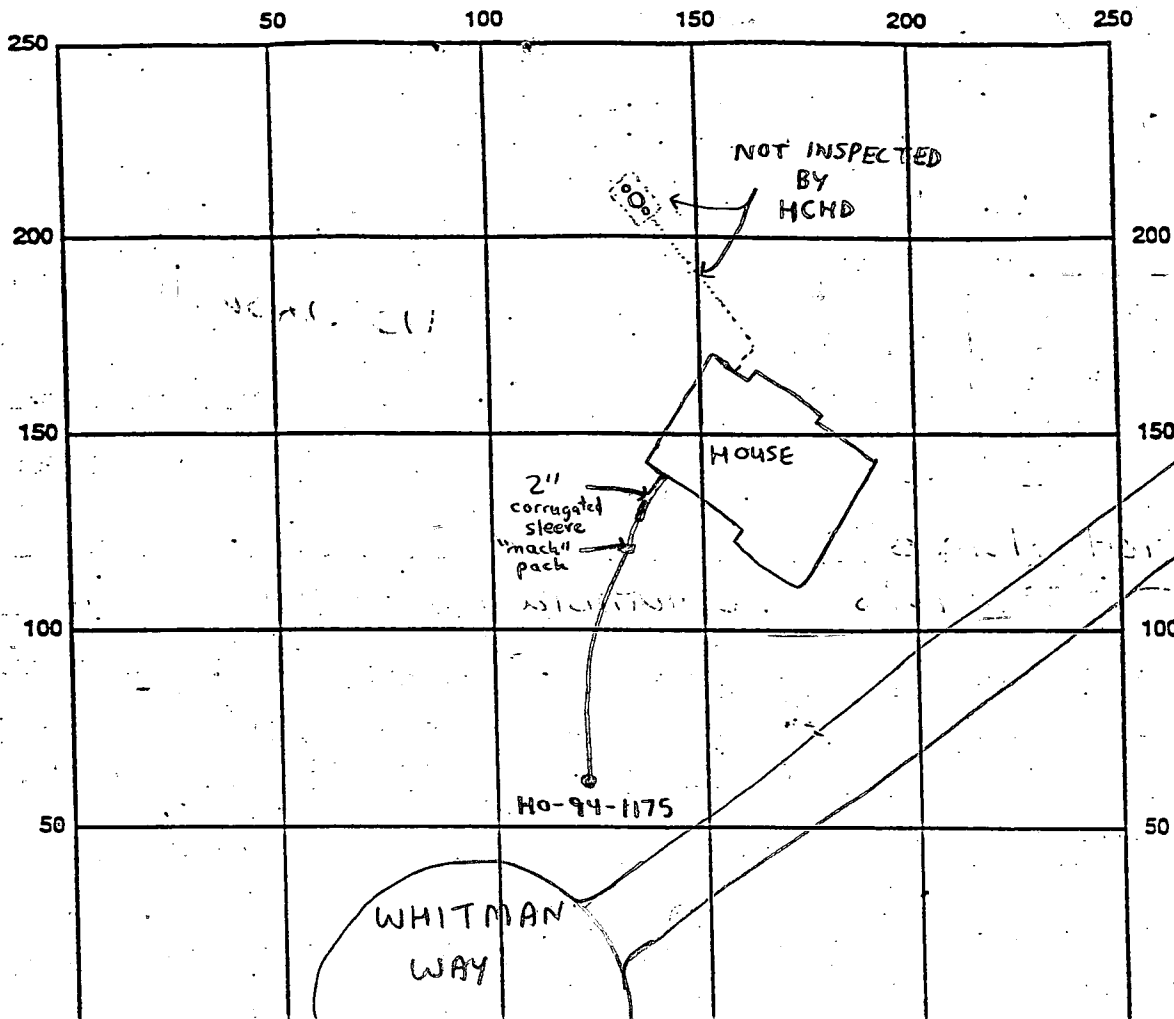 50 100 150 200 250
250
NOT INSPECTED
BY
HCHD
200 200
150 150
HOUSE
2"
corrugated
sleeve
"mach"
pack
100 100
HO-94-1175
50 50
WHITMAN
WAY